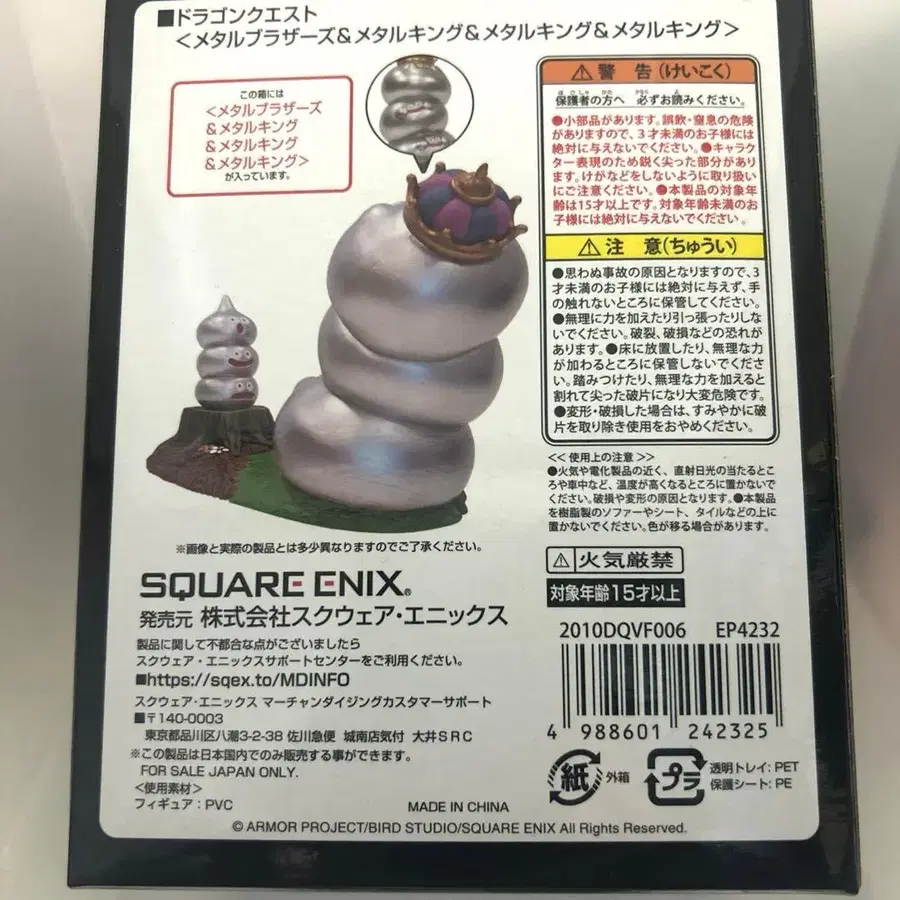 ■ドラゴンクエスト
＜メタルブラザーズ&メタルキング&メタルキング&メタルキング＞
この箱には
＜メタルブラザーズ
&メタルキング
&メタルキング
&メタルキング＞
が入っています。
⚠警 告(けいこく)
保護者の方へ 必ずお読みください。
●小部品があります。誤飲・窒息の危険
がありますので、3才未満のお子様には
絶対に与えないでください。●キャラク
ター表現のため鋭く尖った部分があり
ます。けがなどをしないように取り扱い
にご注意ください。●本製品の対象年
齢は15才以上です。対象年齢未満のお
子様には絶対に与えないでください。
⚠注 意(ちゅうい)
●思わぬ事故の原因となりますので、3
才未満のお子様には絶対に与えず、手
の触れないところに保管してください。
●無理に力を加えたり引っ張ったりしな
いでください。破裂、破損などの恐れが
あります。●床に放置したり、無理な力
が加わるところに保管しないでくださ
い。踏みつけたり、無理な力を加えると
割れて尖った破片になり大変危険です。
●変形・破損した場合は、すみやかに破
片を取り除き使用をおやめください。
≪使用上の注意≫
●火気や電化製品の近く、直射日光の当たるとこ
ろや車中など、温度が高くなるところに置かないで
ください。破損や変形の原因となります。●本製品
を樹脂製のソファーやシート、タイルなどの上に
置かないでください。色が移る場合があります。
⚠火気厳禁
対象年齢15才以上
2010DQVF006 EP4232
4 988601 242325
紙 外箱
プラ 透明トレイ:PET
保護シート:PE
※画像と実際の製品とは多少異なりますのでご了承ください。
SQUARE ENIX®
発売元 株式会社スクウェア・エニックス
製品に関して不都合な点がございましたら
スクウェア・エニックスサポートセンターをご利用ください。
■https://sqex.to/MDINFO
スクウェア・エニックス マーチャンダイジングカスタマーサポート
■〒140-0003
東京都品川区八潮3-2-38 佐川急便 城南店気付 大井SRC
※この製品は日本国内でのみ販売する事ができます。
FOR SALE JAPAN ONLY.
＜使用素材＞
フィギュア:PVC
MADE IN CHINA
© ARMOR PROJECT/BIRD STUDIO/SQUARE ENIX All Rights Reserved.